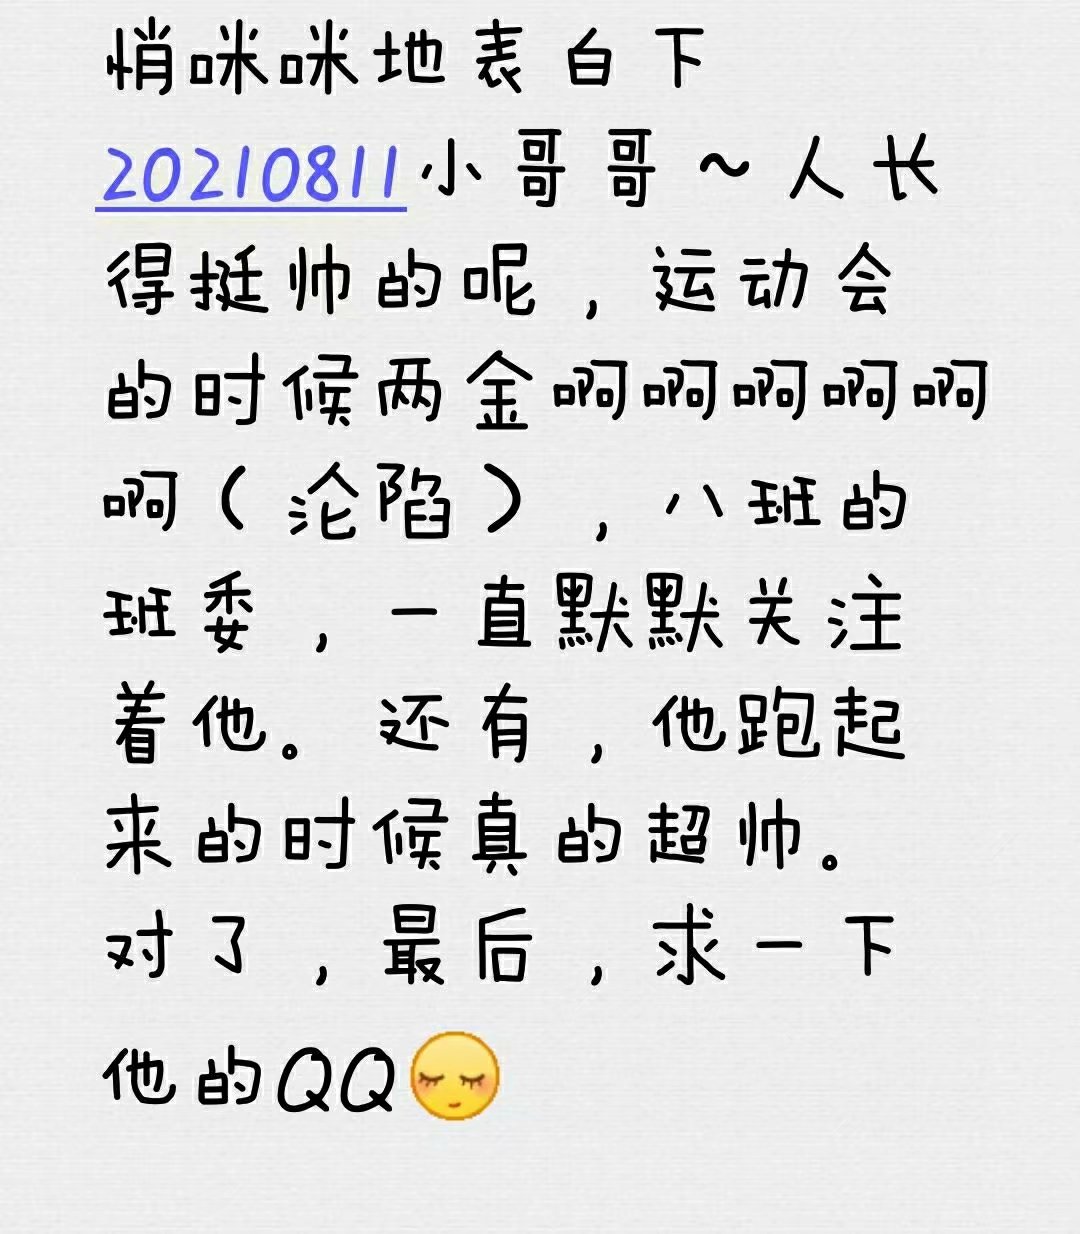 悄咪咪地表白下
20210811小哥哥~人长
得挺帅的呢，运动会
的时候两金啊啊啊啊啊
啊（沦陷），八班的
班委，一直默默关注
着他。还有，他跑起
来的时候真的超帅。
对了，最后，求一下
他的QQ